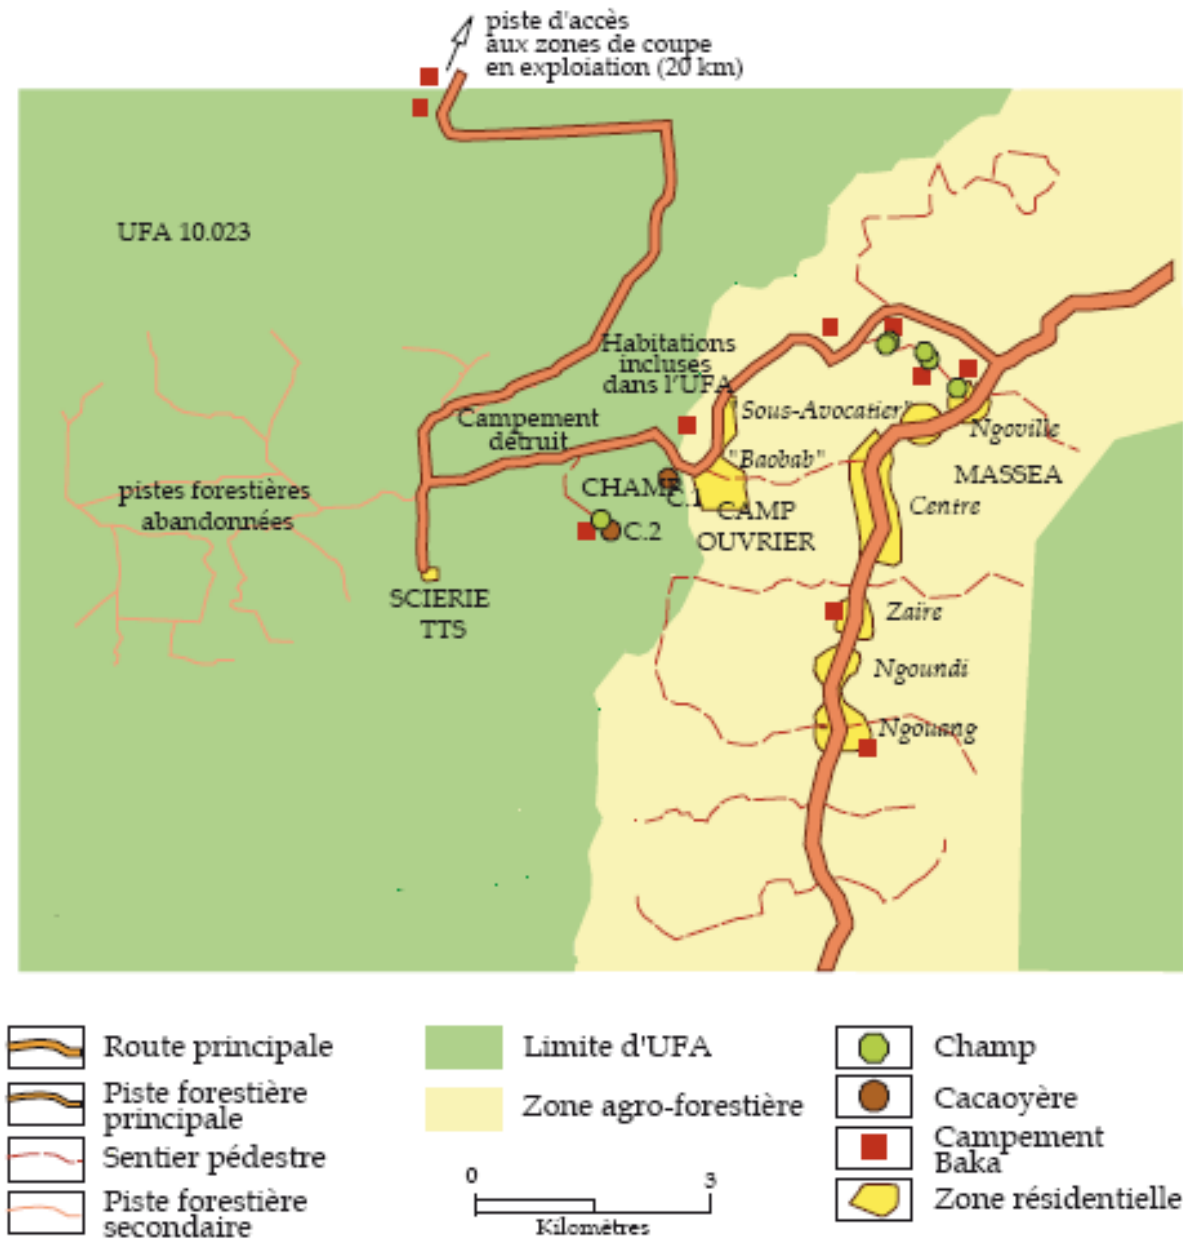 piste d'accès
aux zones de coupe
en exploiation (20 km)
UFA 10.023
Habitations
incluses
dans l'UFA
"Sous-Avocatier"
Campement
détruit
Ngoville
"Baobab"
MASSEA
pistes forestières
abandonnées
CHAMP
C.1
Centre
CAMP
OUVRIER
C.2
SCIERIE
TTS
Zaïre
Ngoundi
Ngouang
Route principale
Piste forestière
principale
Sentier pédestre
Piste forestière
secondaire
Limite d'UFA
Zone agro-forestière
0 3
Kilomètres
Champ
Cacaoyère
Campement
Baka
Zone résidentielle